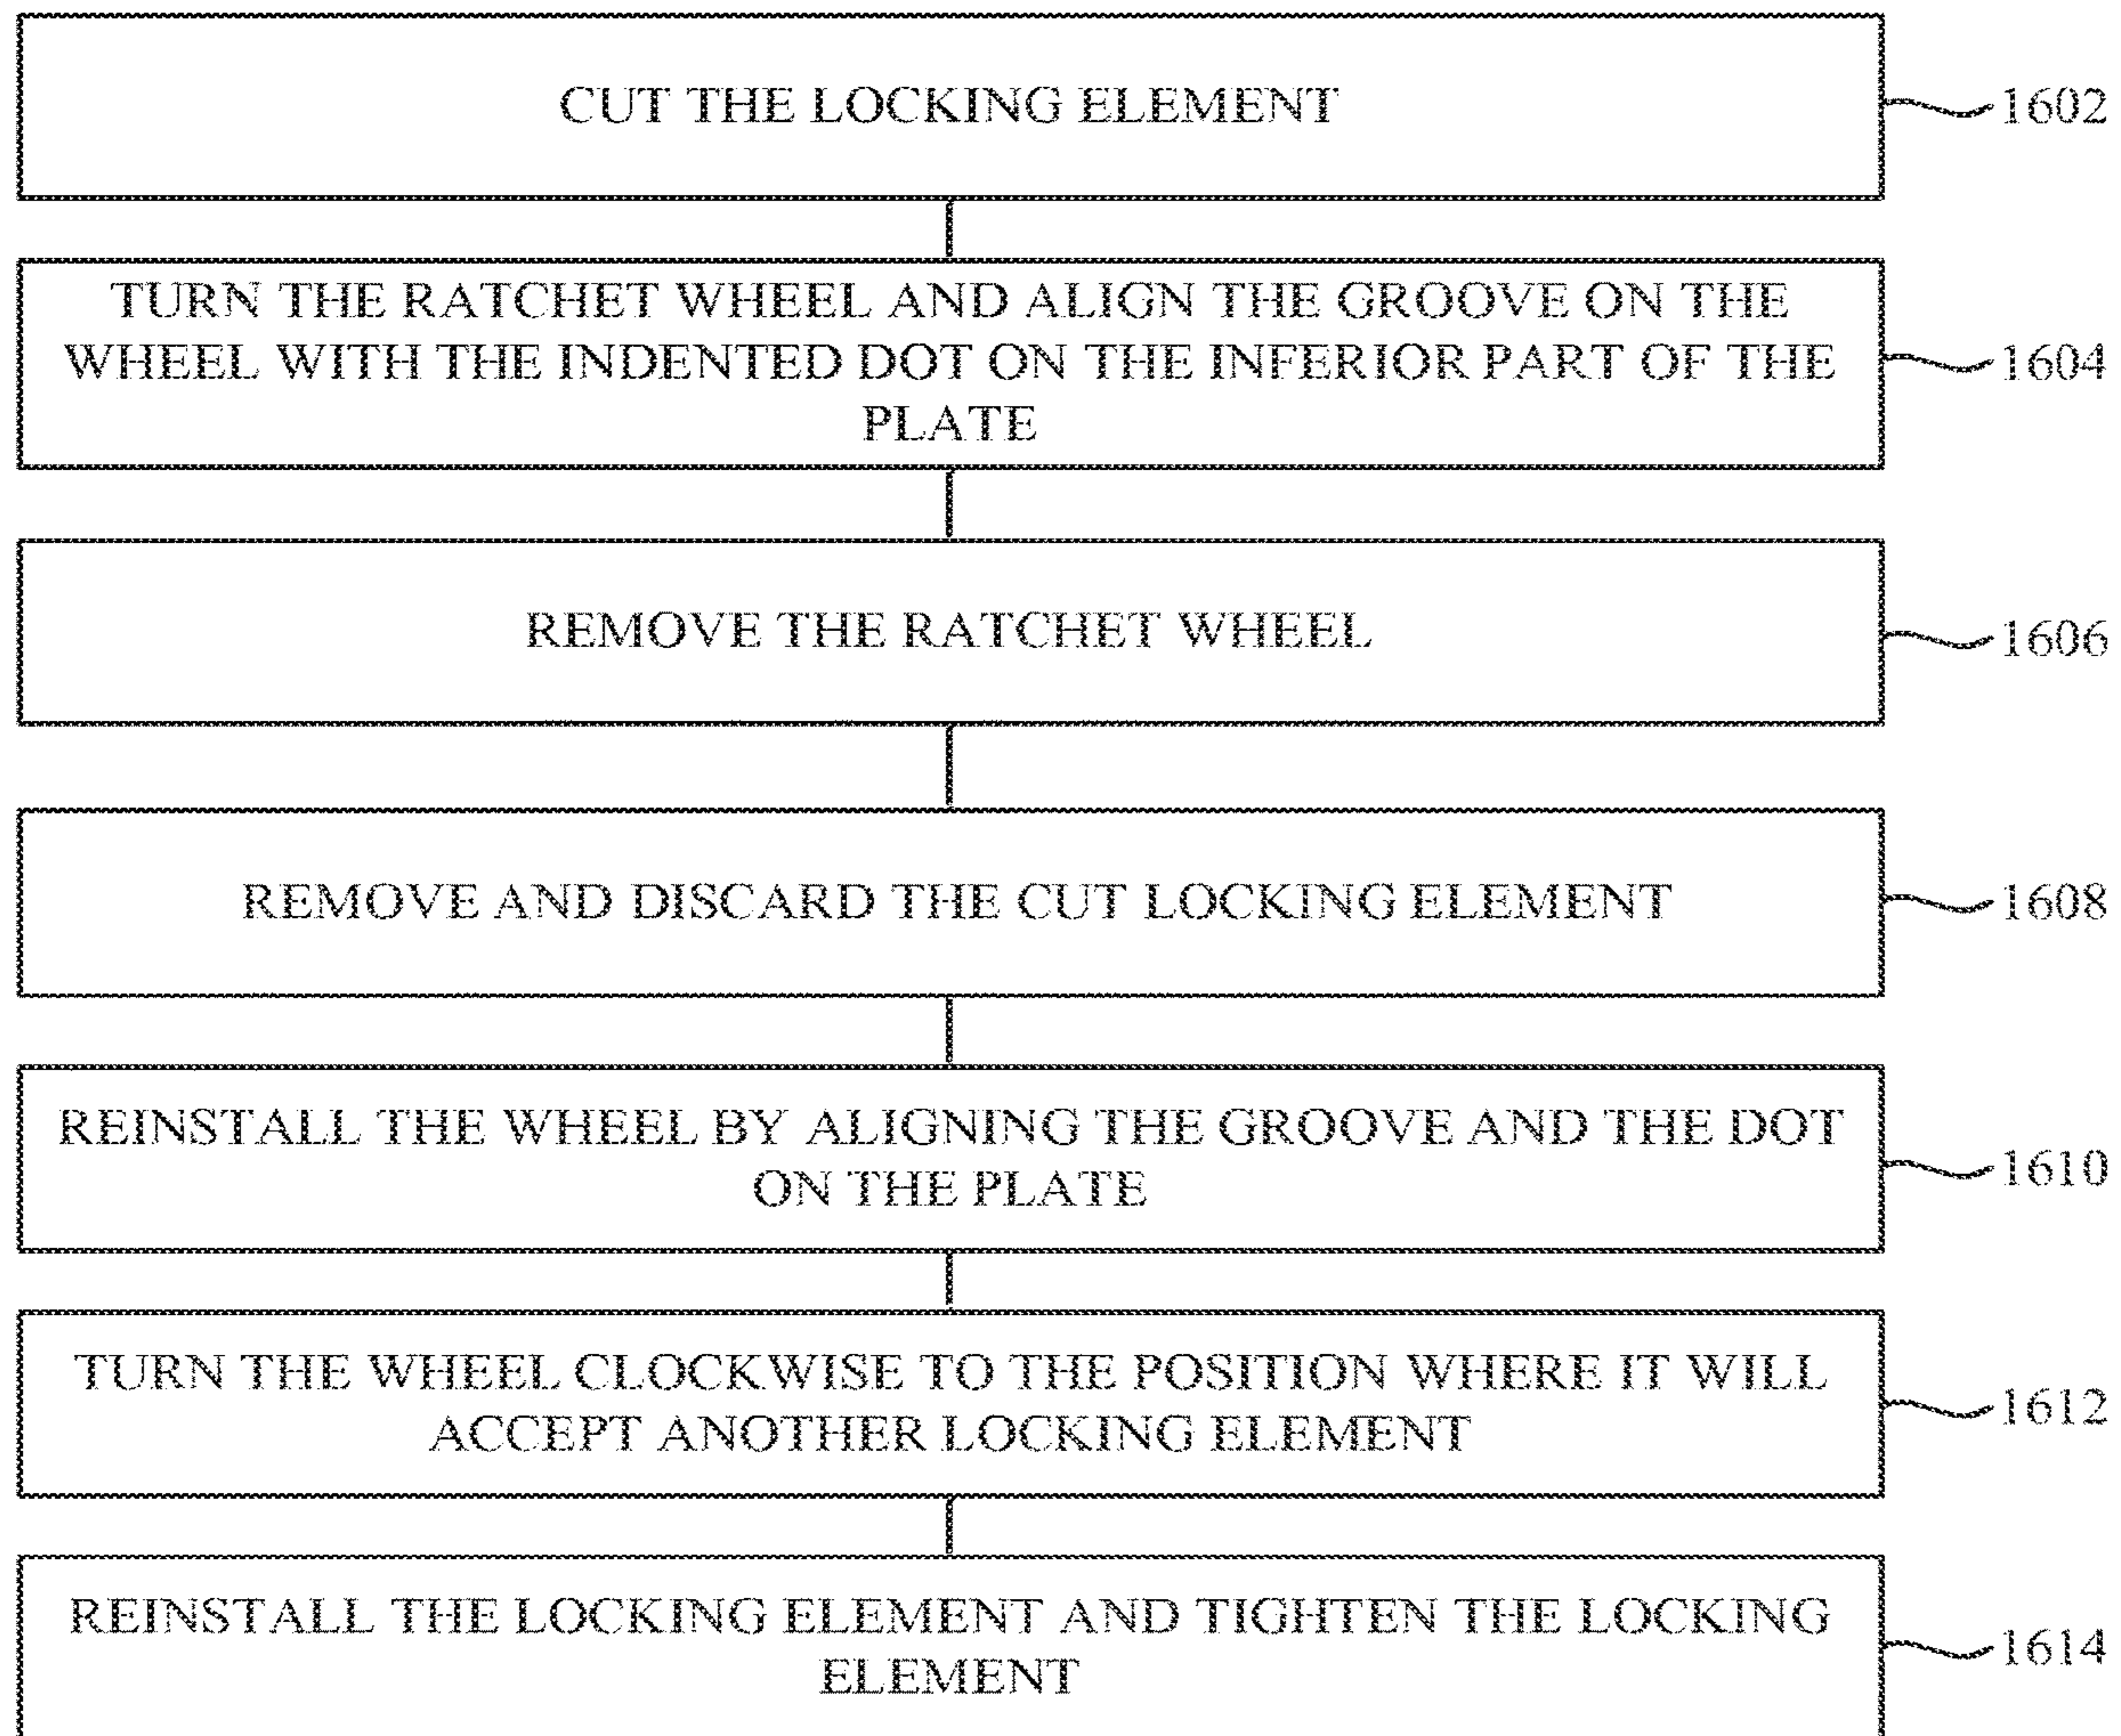 CUT THE LOCKING ELEMENT
1602
TURN THE RATCHET WHEEL AND ALIGN THE GROOVE ON THE
WHEEL WITH THE INDENTED DOT ON THE INFERIOR PART OF THE
PLATE
1604
REMOVE THE RATCHET WHEEL
1606
REMOVE AND DISCARD THE CUT LOCKING ELEMENT
1608
REINSTALL THE WHEEL BY ALIGNING THE GROOVE AND THE DOT
ON THE PLATE
1610
TURN THE WHEEL CLOCKWISE TO THE POSITION WHERE IT WILL
ACCEPT ANOTHER LOCKING ELEMENT
1612
REINSTALL THE LOCKING ELEMENT AND TIGHTEN THE LOCKING
ELEMENT
1614